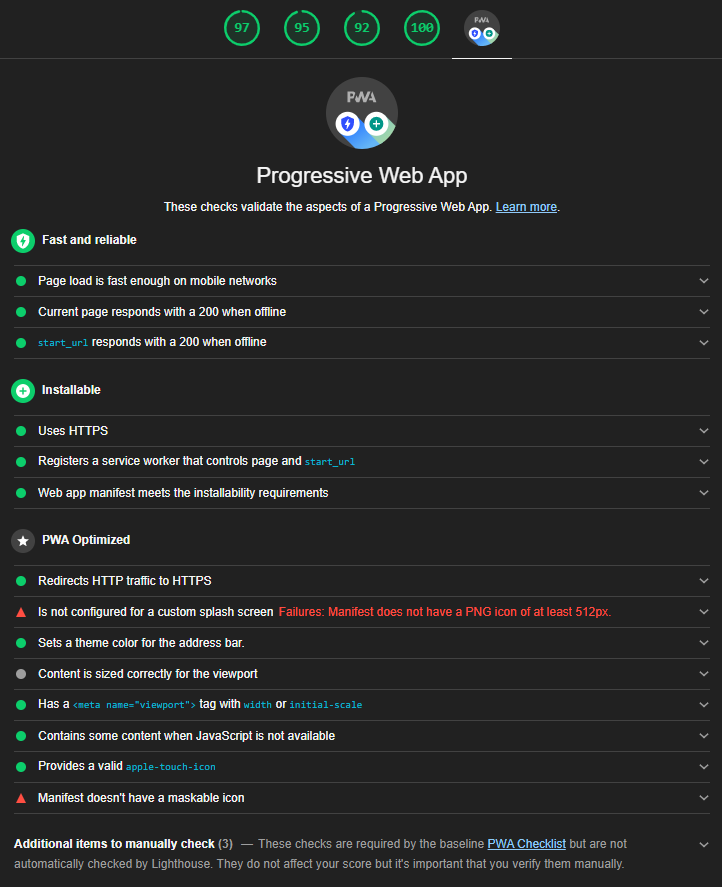 97 95 92 100 PWA
PWA
Progressive Web App
These checks validate the aspects of a Progressive Web App. Learn more.
Fast and reliable
Page load is fast enough on mobile networks
Current page responds with a 200 when offline
start_url responds with a 200 when offline
Installable
Uses HTTPS
Registers a service worker that controls page and start_url
Web app manifest meets the installability requirements
PWA Optimized
Redirects HTTP traffic to HTTPS
Is not configured for a custom splash screen Failures: Manifest does not have a PNG icon of at least 512px.
Sets a theme color for the address bar.
Content is sized correctly for the viewport
Has a <meta name="viewport"> tag with width or initial-scale
Contains some content when JavaScript is not available
Provides a valid apple-touch-icon
Manifest doesn't have a maskable icon
Additional items to manually check (3) — These checks are required by the baseline PWA Checklist but are not
automatically checked by Lighthouse. They do not affect your score but it's important that you verify them manually.